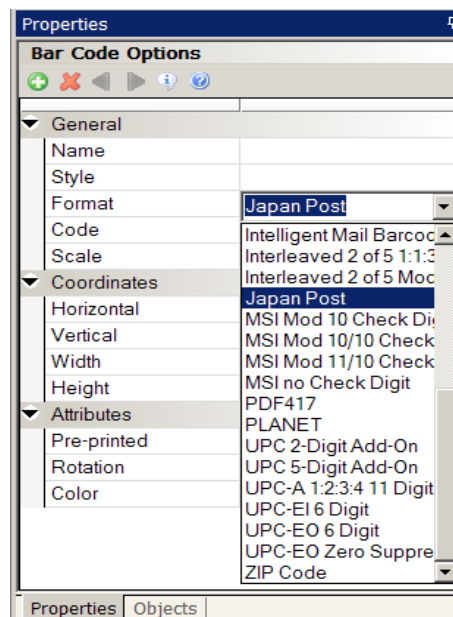 Properties
Bar Code Options
General
Name
Style
Format
Japan Post
Code
Scale
Coordinates
Horizontal
Vertical
Width
Height
Attributes
Pre-printed
Rotation
Color
Intelligent Mail Barcoc
Interleaved 2 of 5 1:1:3
Interleaved 2 of 5 Moc
Japan Post
MSI Mod 10 Check Di
MSI Mod 10/10 Check
MSI Mod 11/10 Check
MSI no Check Digit
PDF417
PLANET
UPC 2-Digit Add-On
UPC 5-Digit Add-On
UPC-A 1:2:3:4 11 Digit
UPC-EI 6 Digit
UPC-EO 6 Digit
UPC-EO Zero Suppre
ZIP Code
Properties Objects